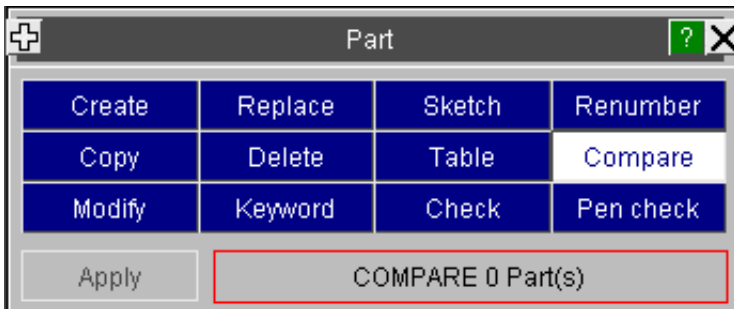 Part ?
Create Replace Sketch Renumber
Copy Delete Table Compare
Modify Keyword Check Pen check
Apply COMPARE 0 Part(s)